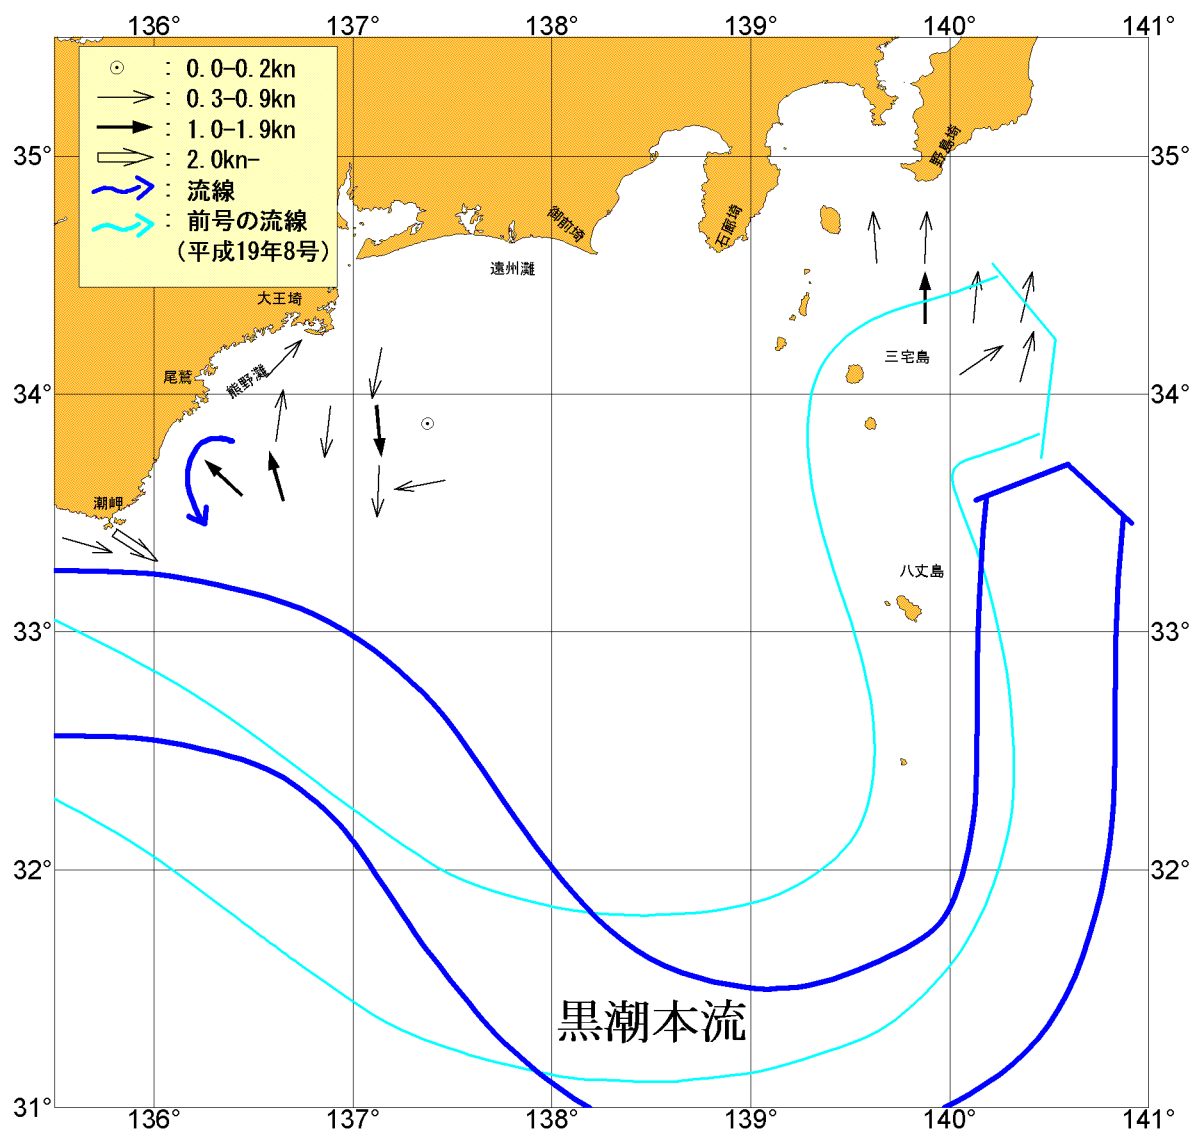 136° 137° 138° 139° 140° 141°
: 0.0-0.2kn
: 0.3-0.9kn
: 1.0-1.9kn
: 2.0kn-
: 流線
: 前号の流線
(平成19年8号)
35° 35°
野島埼
石廊埼
御前埼
遠州灘
大王埼
三宅島
尾鷲
熊野灘
34° 34°
潮岬
八丈島
33° 33°
32° 32°
黒潮本流
31° 31°
136° 137° 138° 139° 140° 141°